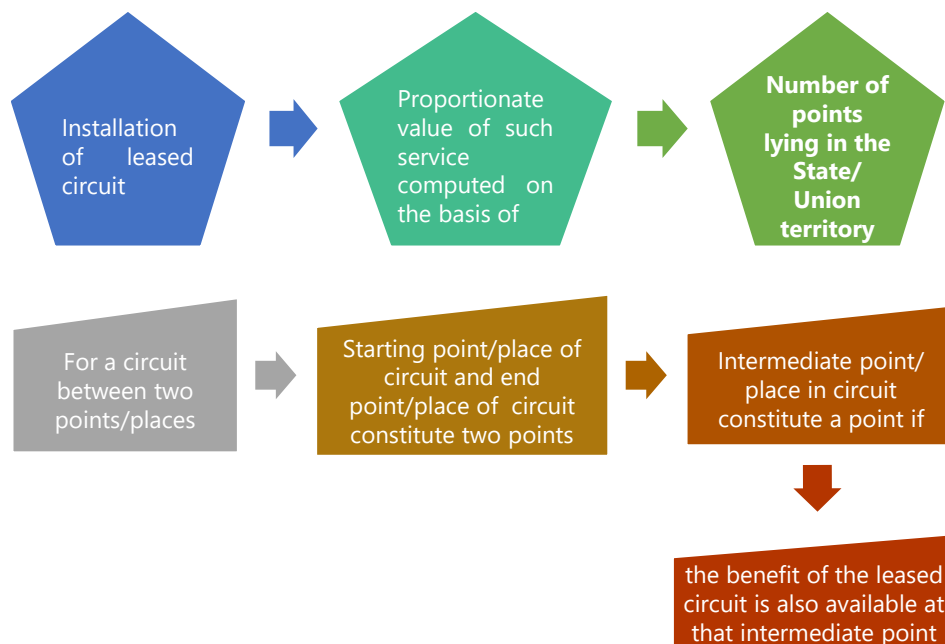 Installation
of leased
circuit
Proportionate
value of such
service
computed on
the basis of
Number of
points
lying in the
State/
Union
territory
For a circuit
between two
points/places
Starting point/place of
circuit and end
point/place of circuit
constitute two points
Intermediate point/
place in circuit
constitute a point if
the benefit of the leased
circuit is also available at
that intermediate point